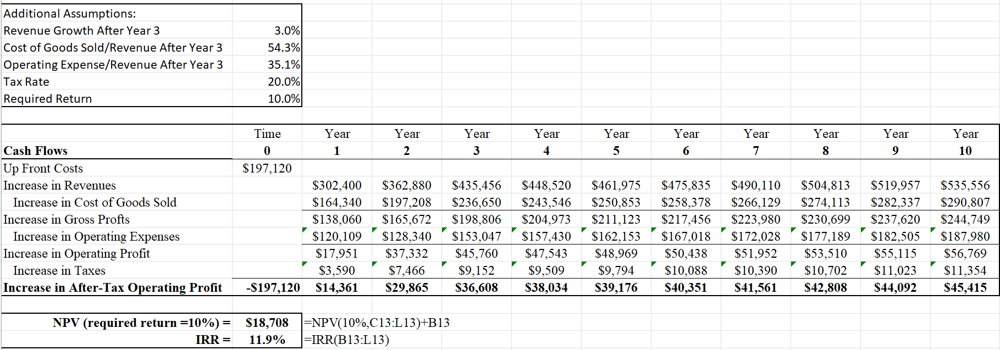 Additional Assumptions:
Revenue Growth After Year 3 3.0%
Cost of Goods Sold/Revenue After Year 3 54.3%
Operating Expense/Revenue After Year 3 35.1%
Tax Rate 20.0%
Required Return 10.0%
Time Year Year Year Year Year Year Year Year Year Year
Cash Flows 0 1 2 3 4 5 6 7 8 9 10
Up Front Costs $197,120
Increase in Revenues $302,400 $362,880 $435,456 $448,520 $461,975 $475,835 $490,110 $504,813 $519,957 $535,556
Increase in Cost of Goods Sold $164,340 $197,208 $236,650 $243,546 $250,853 $258,378 $266,129 $274,113 $282,337 $290,807
Increase in Gross Profts $138,060 $165,672 $198,806 $204,973 $211,123 $217,456 $223,980 $230,699 $237,620 $244,749
Increase in Operating Expenses $120,109 $128,340 $153,047 $157,430 $162,153 $167,018 $172,028 $177,189 $182,505 $187,980
Increase in Operating Profit $17,951 $37,332 $45,760 $47,543 $48,969 $50,438 $51,952 $53,510 $55,115 $56,769
Increase in Taxes $3,590 $7,466 $9,152 $9,509 $9,794 $10,088 $10,390 $10,702 $11,023 $11,354
Increase in After-Tax Operating Profit -$197,120 $14,361 $29,865 $36,608 $38,034 $39,176 $40,351 $41,561 $42,808 $44,092 $45,415
NPV (required return =10%) = $18,708 =NPV(10%,C13:L13)+B13
IRR = 11.9% =IRR(B13:L13)